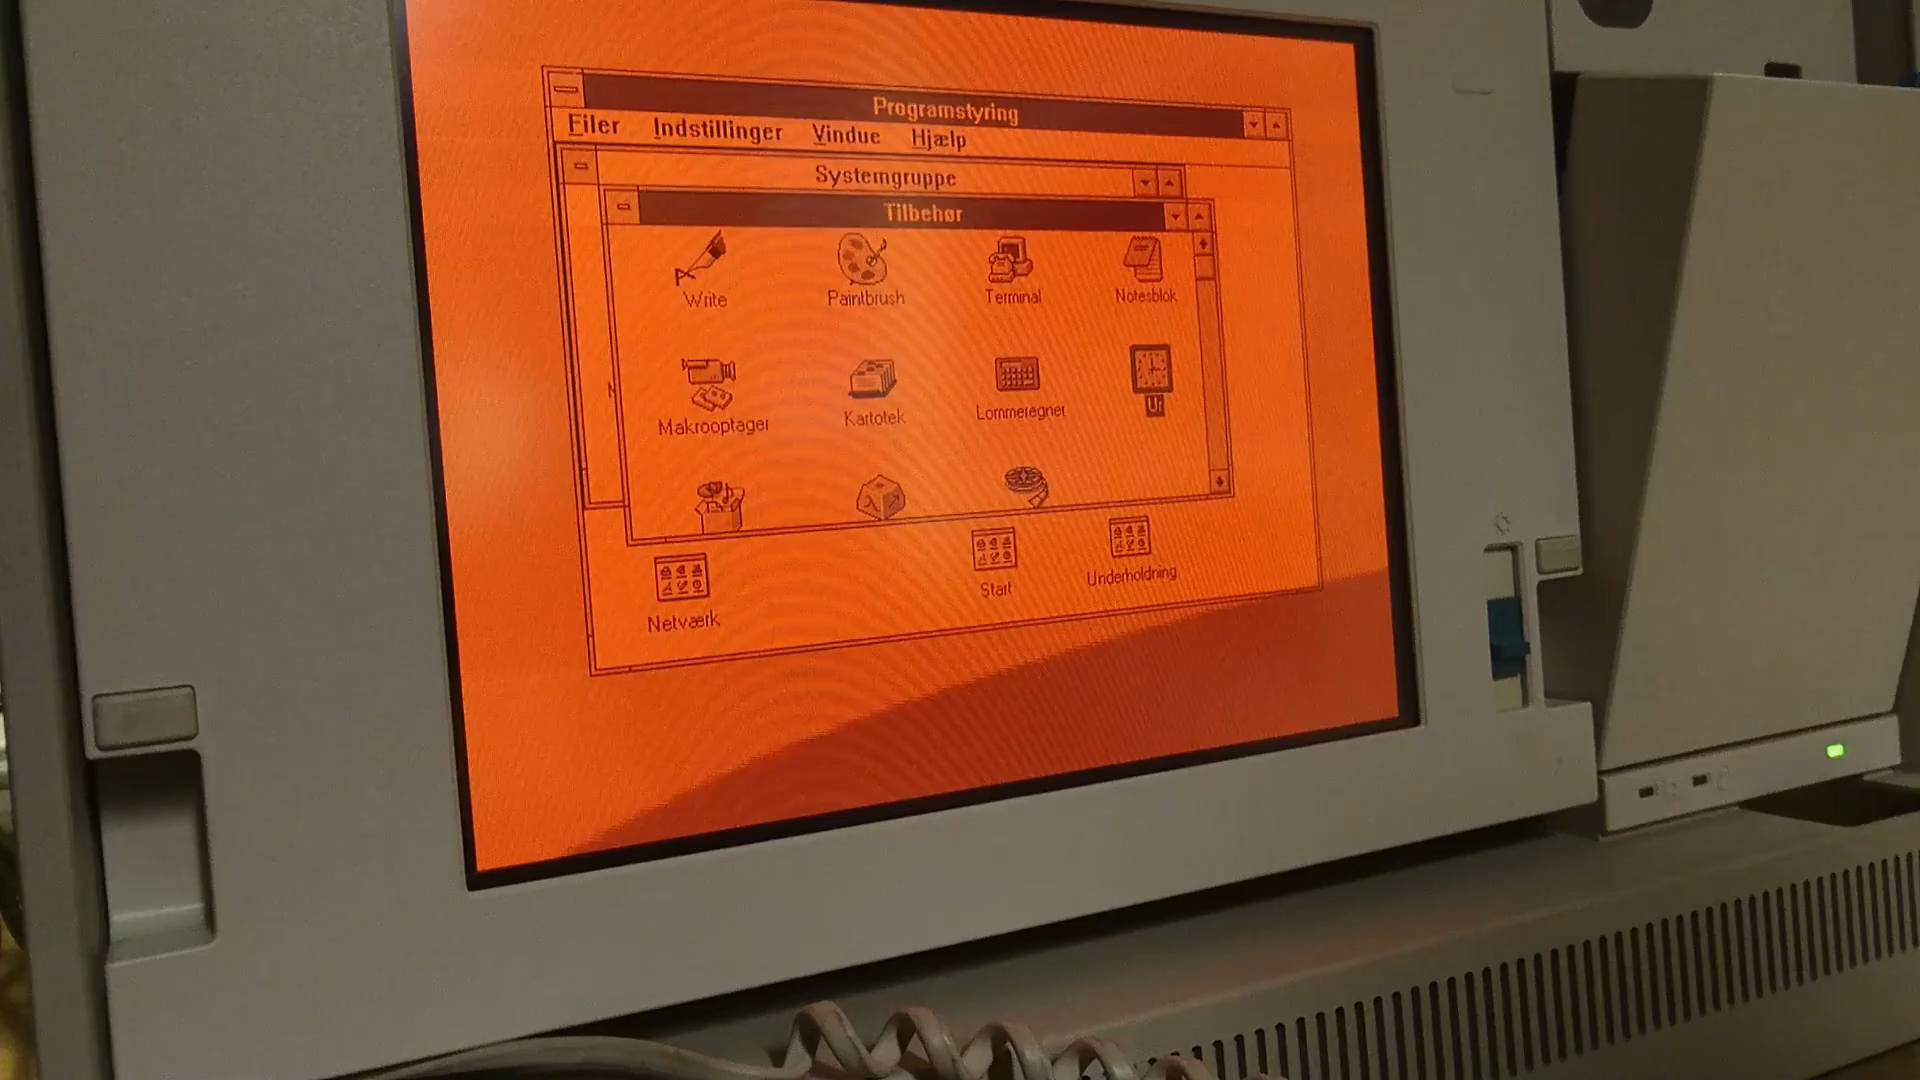 Programstyring
Filer Indstillinger Vindue Hjælp
Systemgruppe
Tilbehør
Write Paintbrush Terminal Notesblok
Makrooptager Kartotek Lommeregner Ur
Netværk Start Underholdning